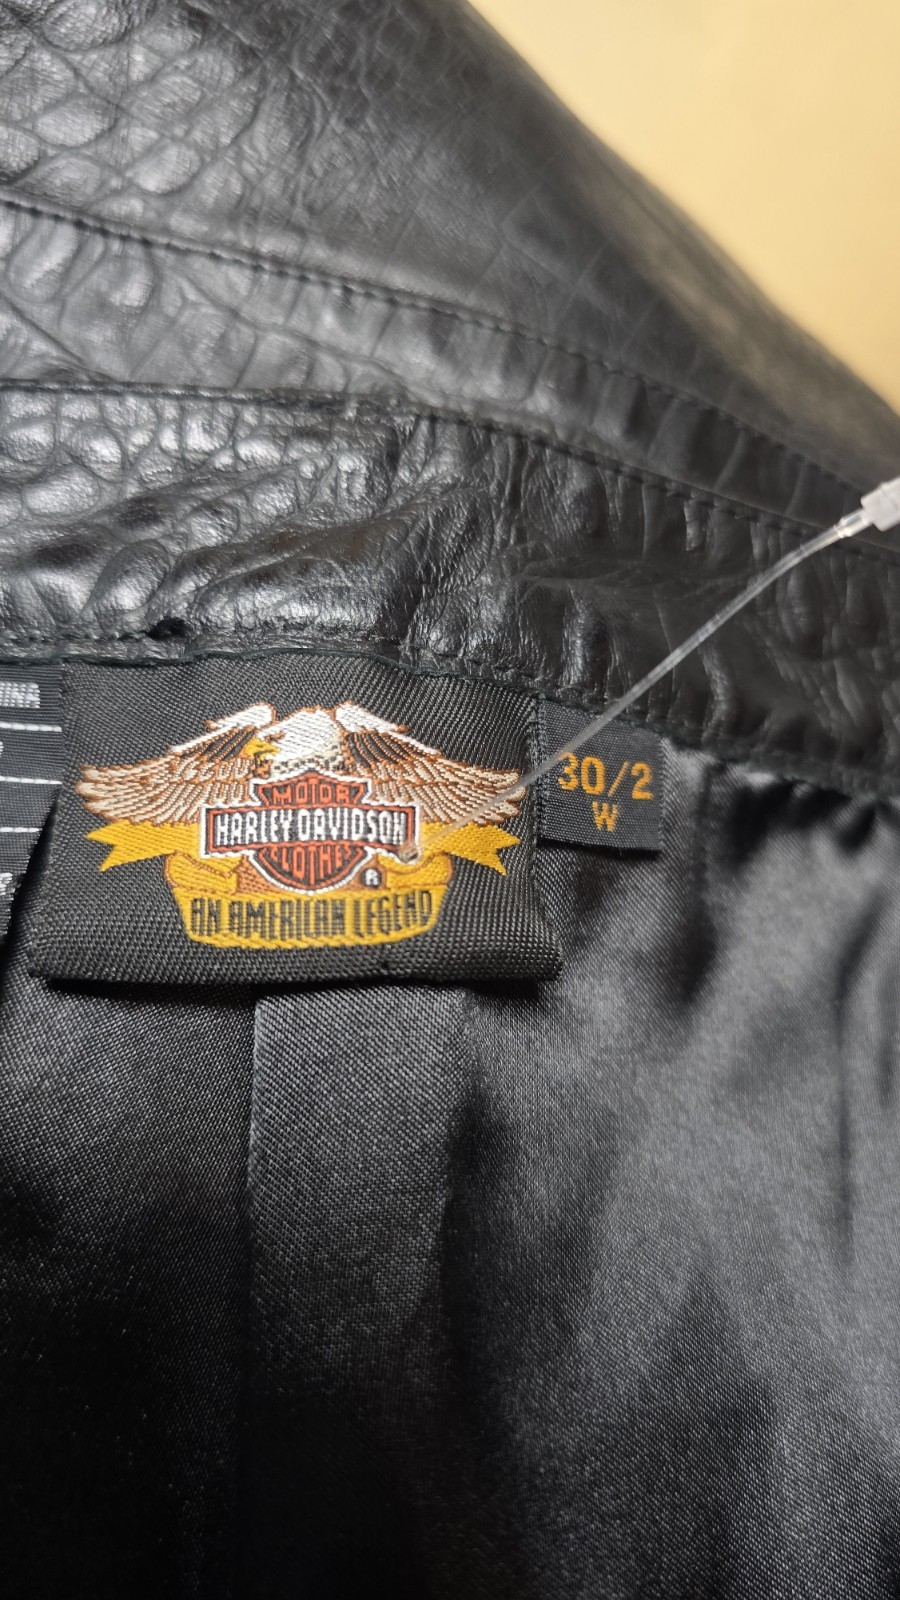 MOTOR
HARLEY-DAVIDSON
CLOTHES
®
AN AMERICAN LEGEND
30/2
W